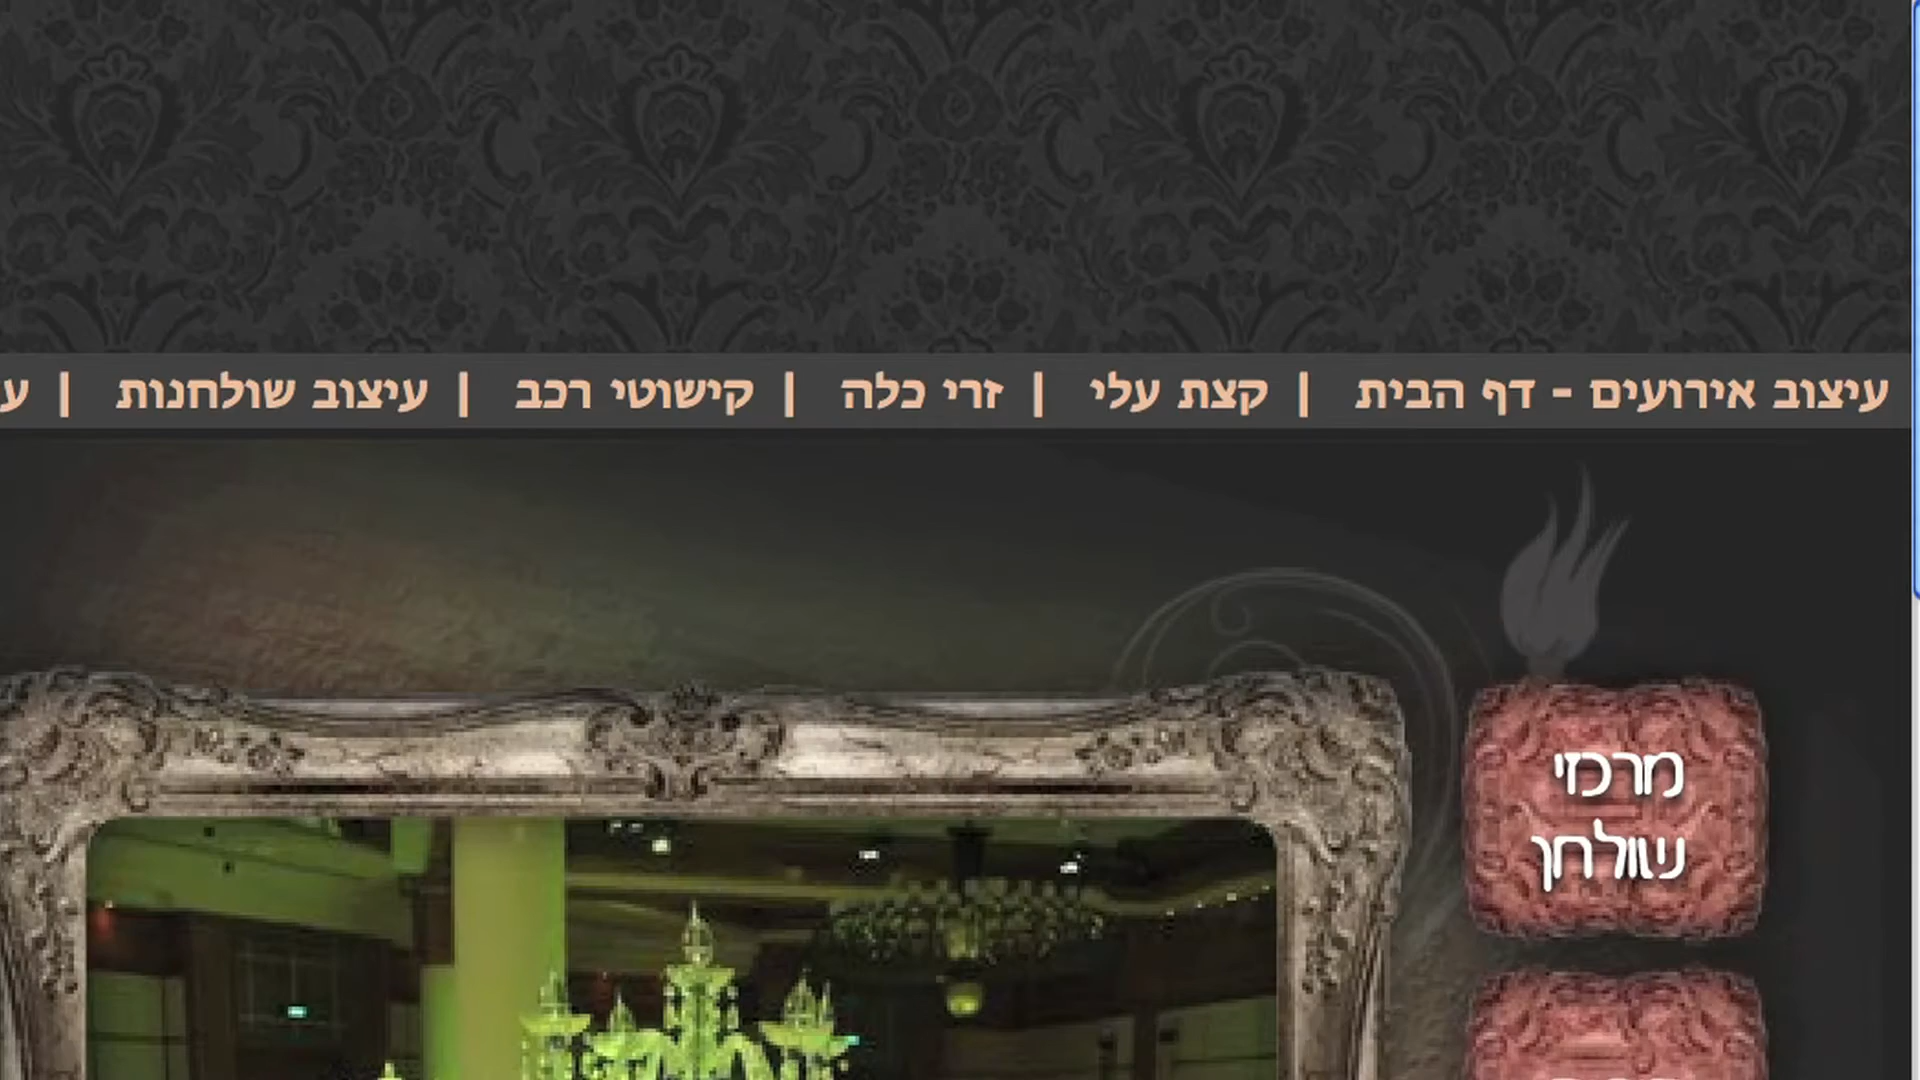 עיצוב אירועים - דף הבית | קצת עלי | זרי כלה | קישוטי רכב | עיצוב שולחנות |
מרכזי
שולחן